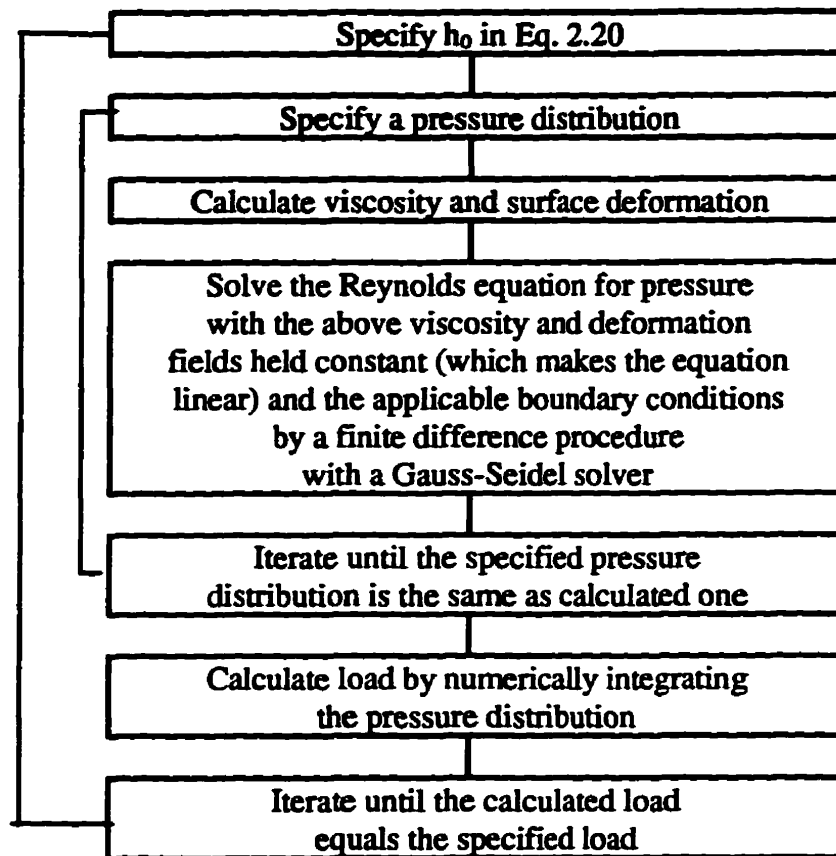 Specify h₀ in Eq. 2.20
Specify a pressure distribution
Calculate viscosity and surface deformation
Solve the Reynolds equation for pressure
with the above viscosity and deformation
fields held constant (which makes the equation
linear) and the applicable boundary conditions
by a finite difference procedure
with a Gauss-Seidel solver
Iterate until the specified pressure
distribution is the same as calculated one
Calculate load by numerically integrating
the pressure distribution
Iterate until the calculated load
equals the specified load